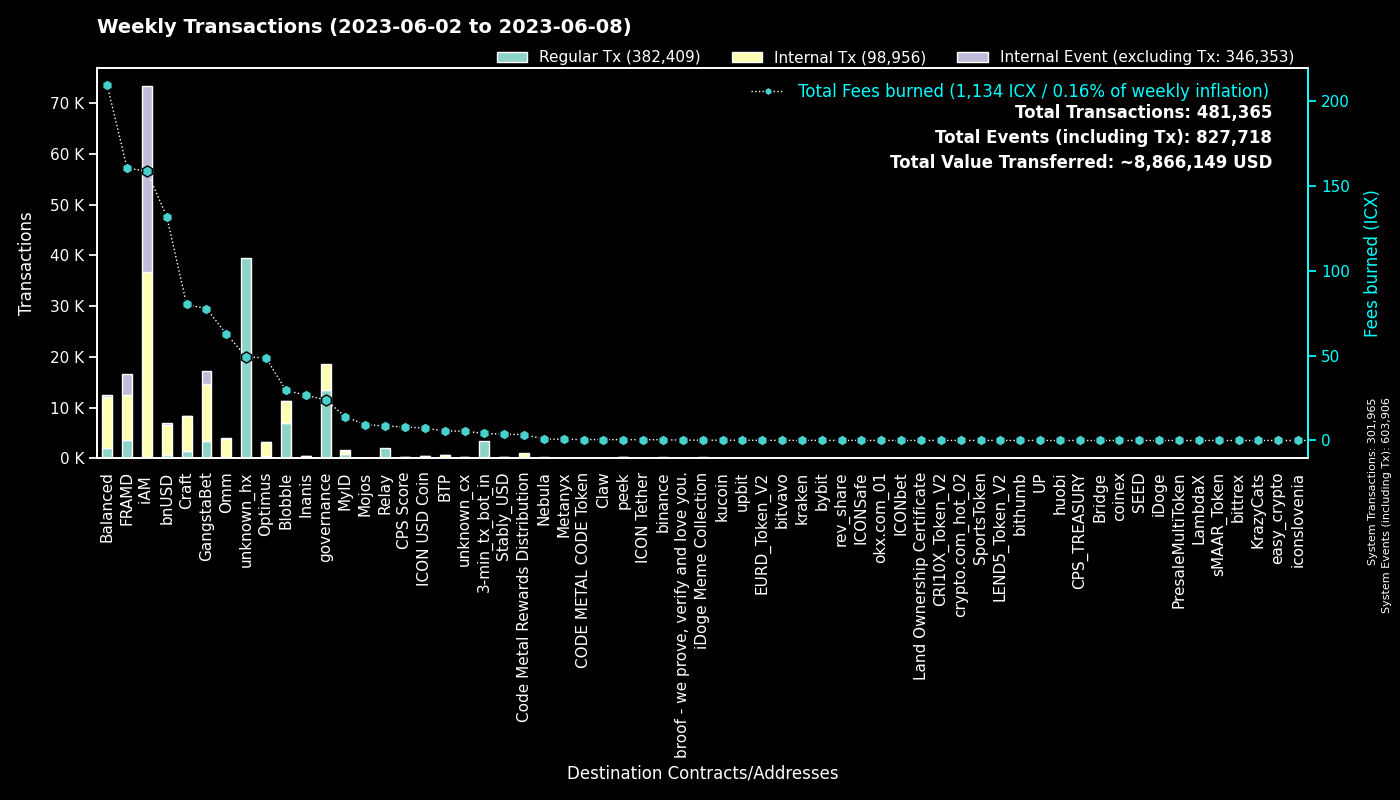 Weekly Transactions (2023-06-02 to 2023-06-08)
Regular Tx (382,409)
Internal Tx (98,956)
Internal Event (excluding Tx: 346,353)
Total Fees burned (1,134 ICX / 0.16% of weekly inflation)
Total Transactions: 481,365
Total Events (including Tx): 827,718
Total Value Transferred: ~8,866,149 USD
Transactions
70 K
60 K
50 K
40 K
30 K
20 K
10 K
0 K
200
150
100
50
0
Fees burned (ICX)
System Transactions: 301,965
System Events (including Tx): 603,906
Balanced
FRAMD
iAM
bnUSD
Craft
GangstaBet
Omm
unknown_hx
Optimus
Blobble
Inanis
governance
MyID
Mojos
Relay
CPS Score
ICON USD Coin
BTP
unknown_cx
3-min_tx_bot_in
Stably_USD
Code Metal Rewards Distribution
Nebula
Metanyx
CODE METAL CODE Token
Claw
peek
ICON Tether
binance
broof - we prove, verify and love you.
iDoge Meme Collection
kucoin
upbit
EURD_Token_V2
bitvavo
kraken
bybit
rev_share
ICONSafe
okx.com_01
ICONbet
Land Ownership Certificate
CRI10X_Token_V2
crypto.com_hot_02
SportsToken
LEND5_Token_V2
bithumb
UP
huobi
CPS_TREASURY
Bridge
coinex
SEED
iDoge
PresaleMultiToken
LambdaX
sMAAR_Token
bittrex
KrazyCats
easy_crypto
iconslovenia
Destination Contracts/Addresses